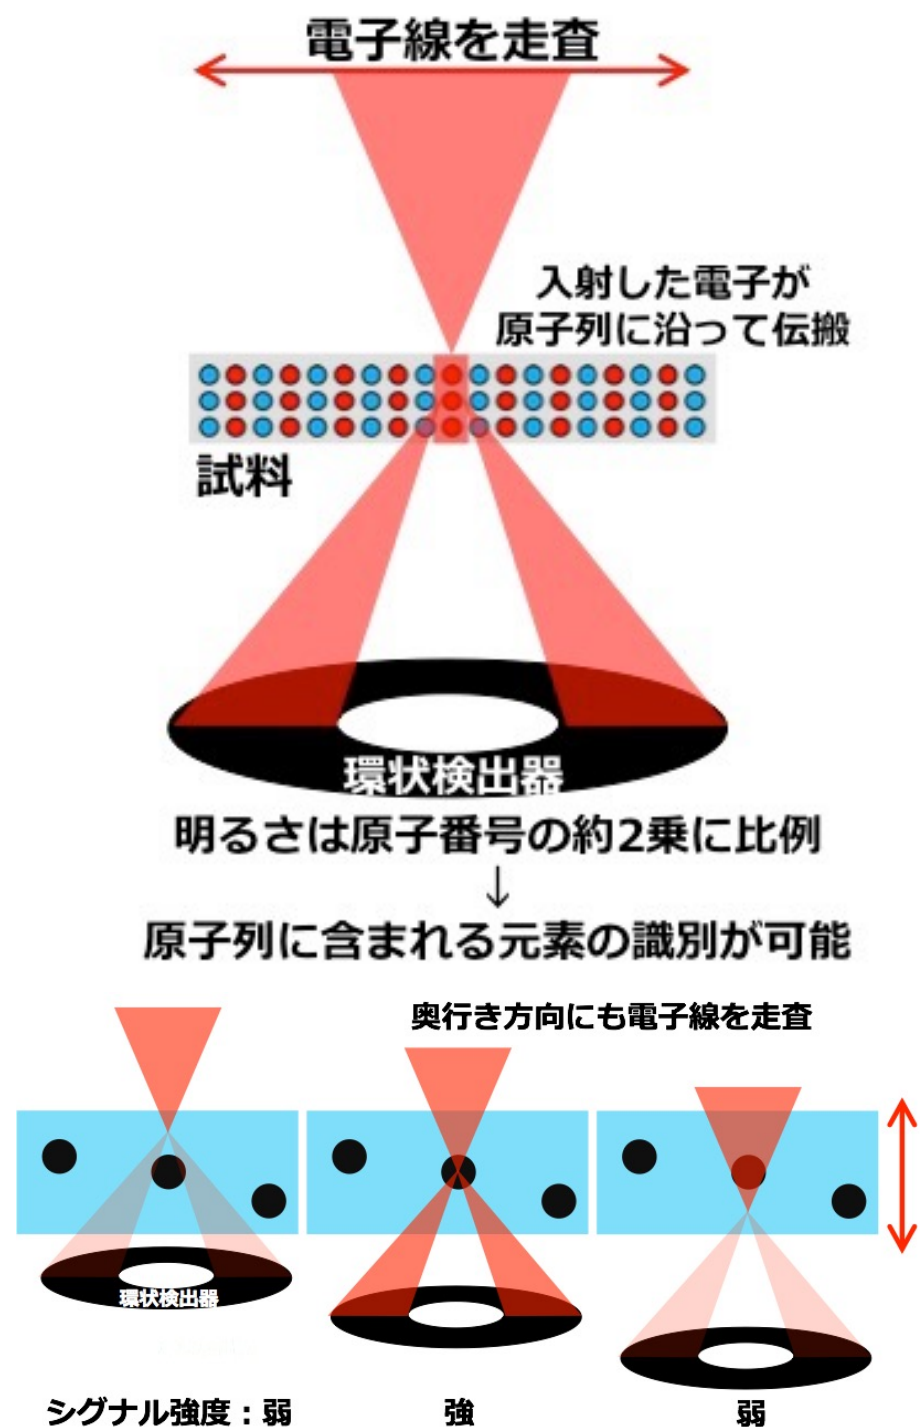 電子線を走査
入射した電子が
原子列に沿って伝搬
試料
環状検出器
明るさは原子番号の約2乗に比例
↓
原子列に含まれる元素の識別が可能
奥行き方向にも電子線を走査
環状検出器
シグナル強度：弱
強
弱